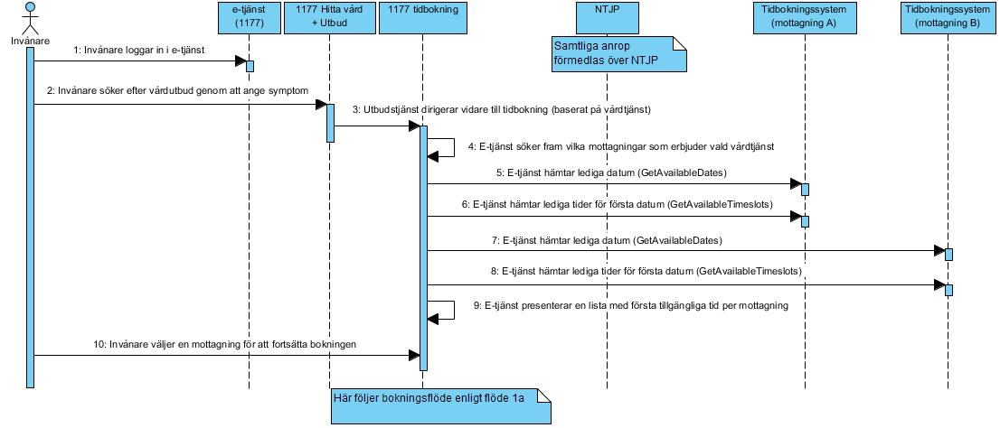 e-tjänst
(1177)
1177 Hitta vård
+ Utbud
1177 tidbokning
NTJP
Tidbokningssystem
(mottagning A)
Tidbokningssystem
(mottagning B)
Invånare
Samtliga anrop
förmedlas över NTJP
1: Invånare loggar in i e-tjänst
2: Invånare söker efter vårdutbud genom att ange symptom
3: Utbudstjänst dirigerar vidare till tidbokning (baserat på vårdtjänst)
4: E-tjänst söker fram vilka mottagningar som erbjuder vald vårdtjänst
5: E-tjänst hämtar lediga datum (GetAvailableDates)
6: E-tjänst hämtar lediga tider för första datum (GetAvailableTimeslots)
7: E-tjänst hämtar lediga datum (GetAvailableDates)
8: E-tjänst hämtar lediga tider för första datum (GetAvailableTimeslots)
9: E-tjänst presenterar en lista med första tillgängliga tid per mottagning
10: Invånare väljer en mottagning för att fortsätta bokningen
Här följer bokningsflöde enligt flöde 1a